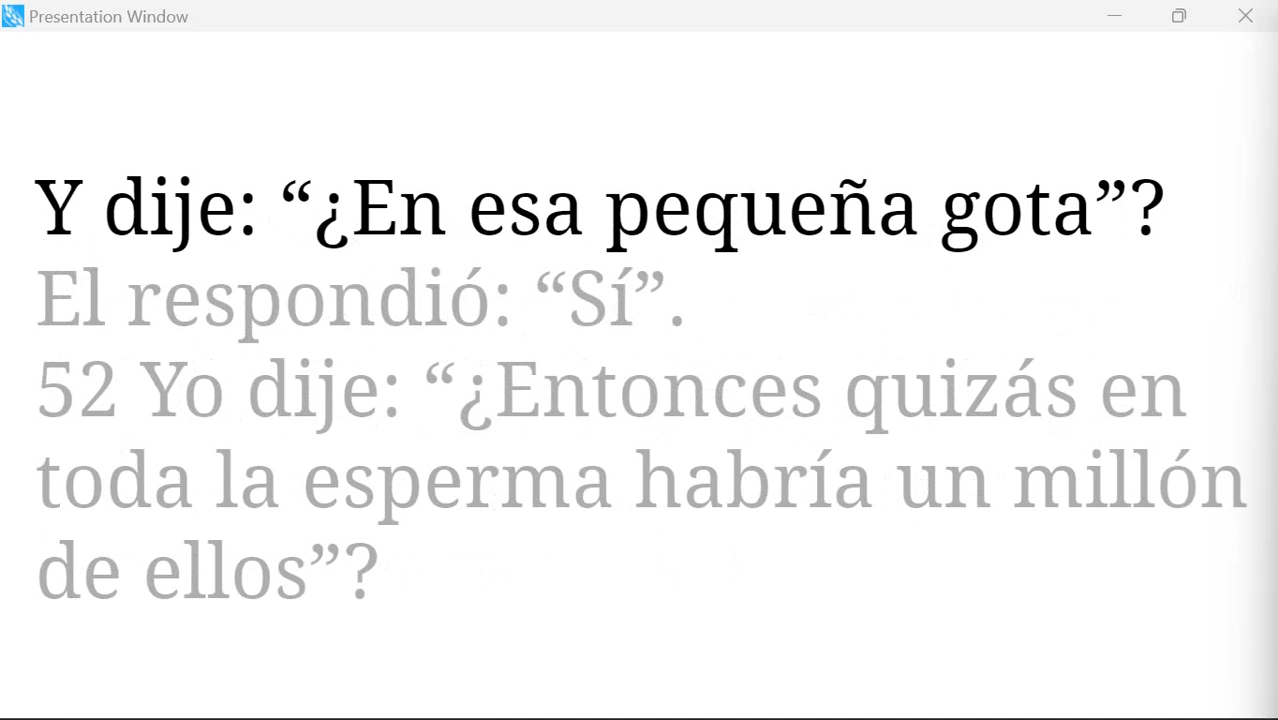 Presentation Window
Y dije: “¿En esa pequeña gota”?
El respondió: “Sí”.
52 Yo dije: “¿Entonces quizás en
toda la esperma habría un millón
de ellos”?